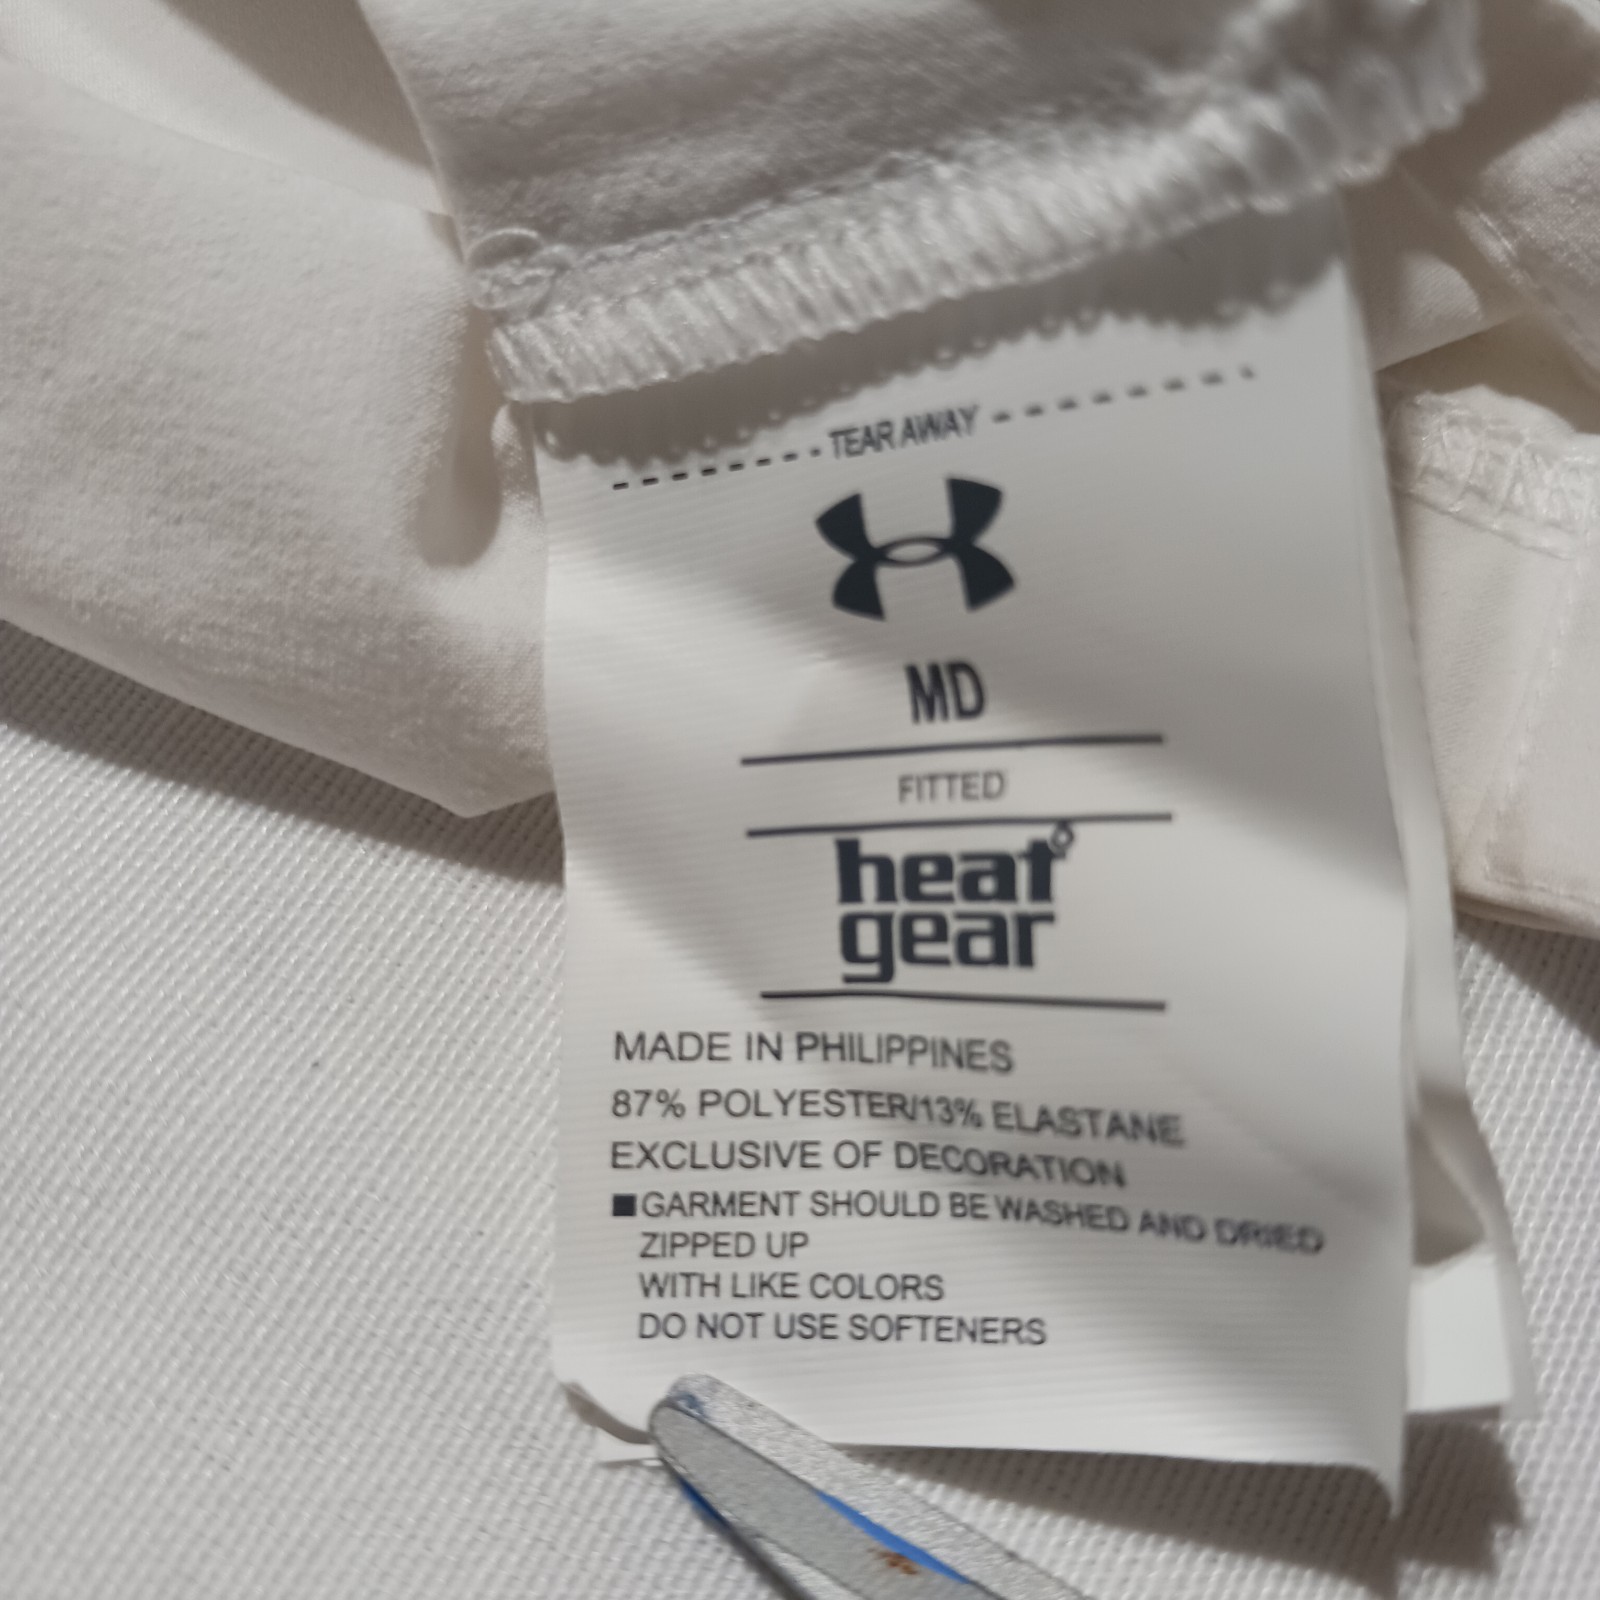 TEAR AWAY
MD
FITTED
heat
gear
MADE IN PHILIPPINES
87% POLYESTER/13% ELASTANE
EXCLUSIVE OF DECORATION
■GARMENT SHOULD BE WASHED AND DRIED
ZIPPED UP
WITH LIKE COLORS
DO NOT USE SOFTENERS